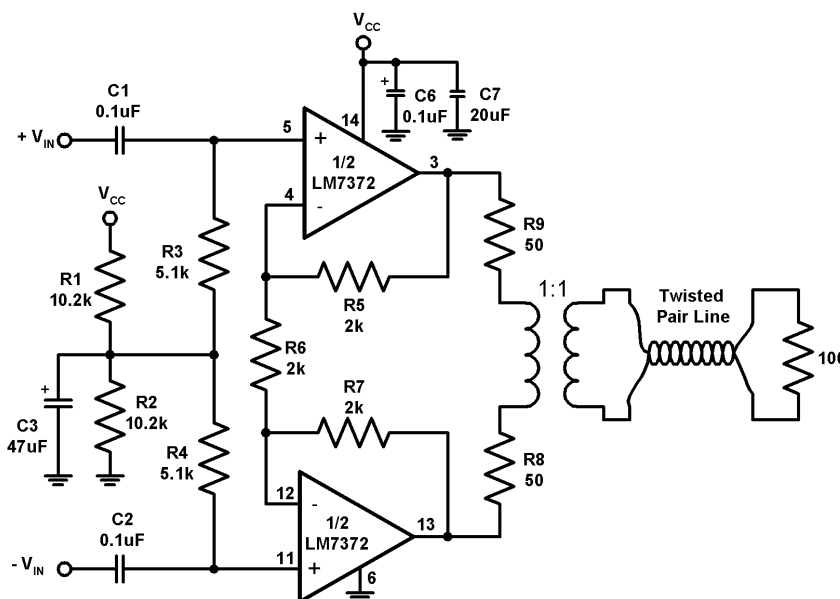 V_CC
C1
0.1uF
+
C6
0.1uF
C7
20uF
+ V_IN
5
14
+
1/2
LM7372
3
4
-
V_CC
R3
5.1k
R9
50
R1
10.2k
R5
2k
1:1
Twisted
Pair Line
R6
2k
R7
2k
100
+
C3
47uF
R2
10.2k
R4
5.1k
R8
50
12
-
1/2
LM7372
13
C2
0.1uF
11
+
- V_IN
6